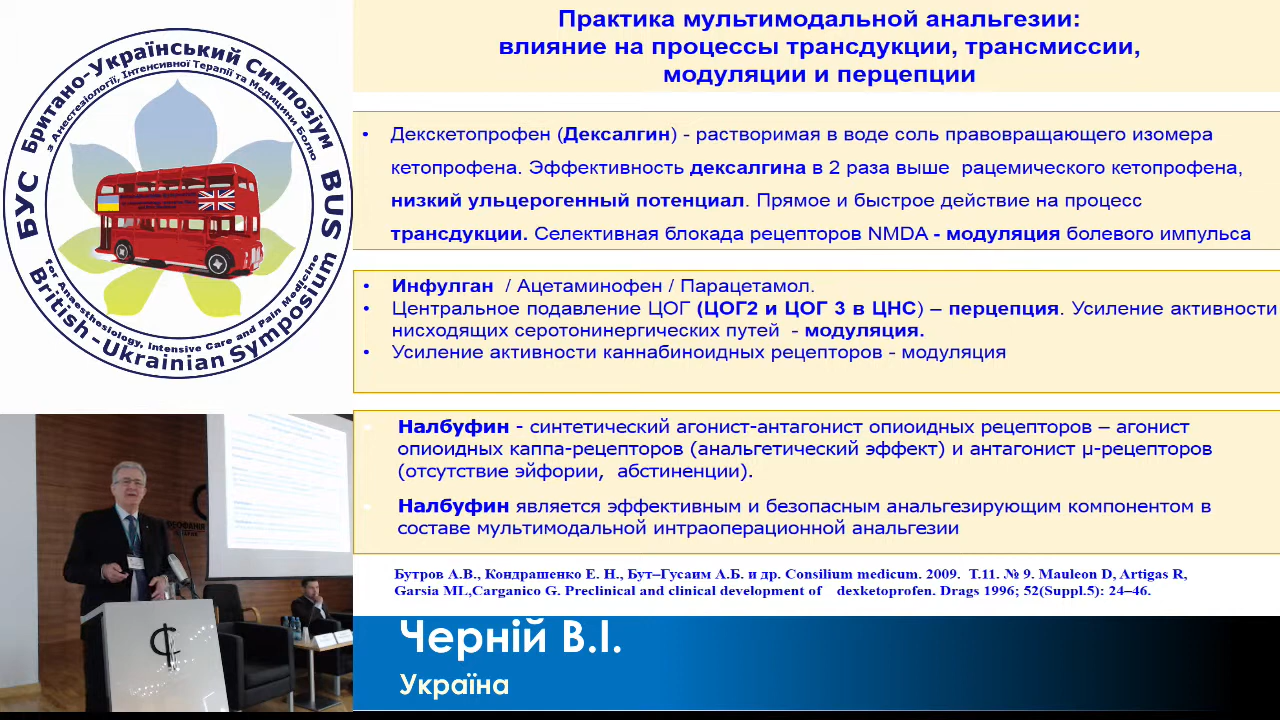 Британо-Український Симпозіум
з Анестезіології, Інтенсивної Терапії та Медицини Болю
БУС
BUS
for Anaesthesiology, Intensive Care and Pain Medicine
British -Ukrainian Symposium
Практика мультимодальной анальгезии:
влияние на процессы трансдукции, трансмиссии,
модуляции и перцепции
• Декскетопрофен (Дексалгин) - растворимая в воде соль правовращающего изомера
кетопрофена. Эффективность дексалгина в 2 раза выше рацемического кетопрофена,
низкий ульцерогенный потенциал. Прямое и быстрое действие на процесс
трансдукции. Селективная блокада рецепторов NMDA - модуляция болевого импульса
• Инфулган / Ацетаминофен / Парацетамол.
• Центральное подавление ЦОГ (ЦОГ2 и ЦОГ 3 в ЦНС) – перцепция. Усиление активности
нисходящих серотонинергических путей - модуляция.
• Усиление активности каннабиноидных рецепторов - модуляция
Налбуфин - синтетический агонист-антагонист опиоидных рецепторов – агонист
опиоидных каппа-рецепторов (анальгетический эффект) и антагонист µ-рецепторов
(отсутствие эйфории, абстиненции).
Налбуфин является эффективным и безопасным анальгезирующим компонентом в
составе мультимодальной интраоперационной анальгезии
Бутров А.В., Кондрашенко Е. Н., Бут–Гусаим А.Б. и др. Consilium medicum. 2009. Т.11. № 9. Mauleon D, Artigas R,
Garsia ML,Carganico G. Preclinical and clinical development of dexketoprofen. Drags 1996; 52(Suppl.5): 24–46.
Черній В.І.
Україна